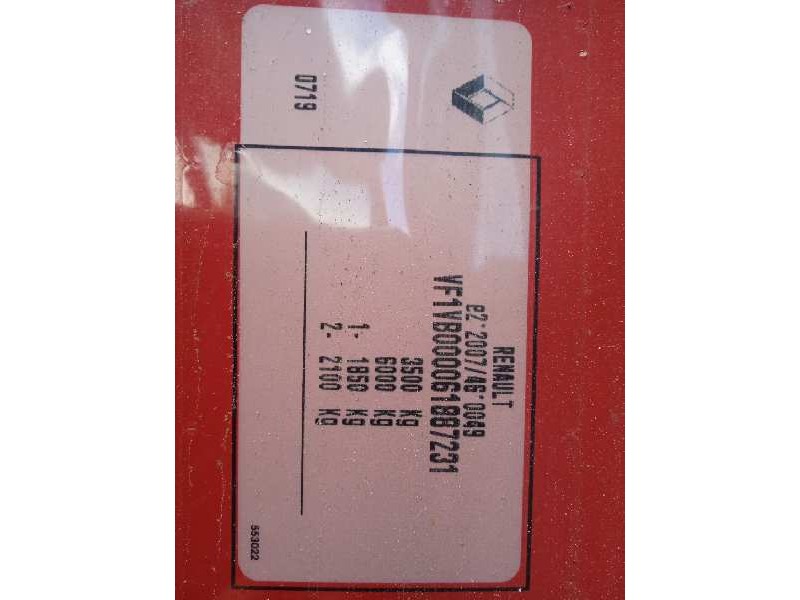 0719
RENAULT
e2*2007/46*0049
VF1VB000061887231
3500 kg
6000 kg
1- 1850 kg
2- 2100 kg
553022